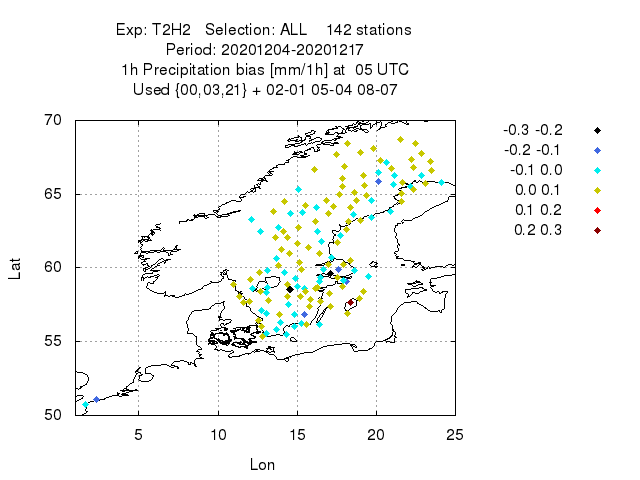 Exp: T2H2 Selection: ALL 142 stations
Period: 20201204-20201217
1h Precipitation bias [mm/1h] at 05 UTC
Used {00,03,21} + 02-01 05-04 08-07
70
65
60
55
50
Lat
5
10
15
20
25
Lon
-0.3 -0.2
-0.2 -0.1
-0.1 0.0
0.0 0.1
0.1 0.2
0.2 0.3